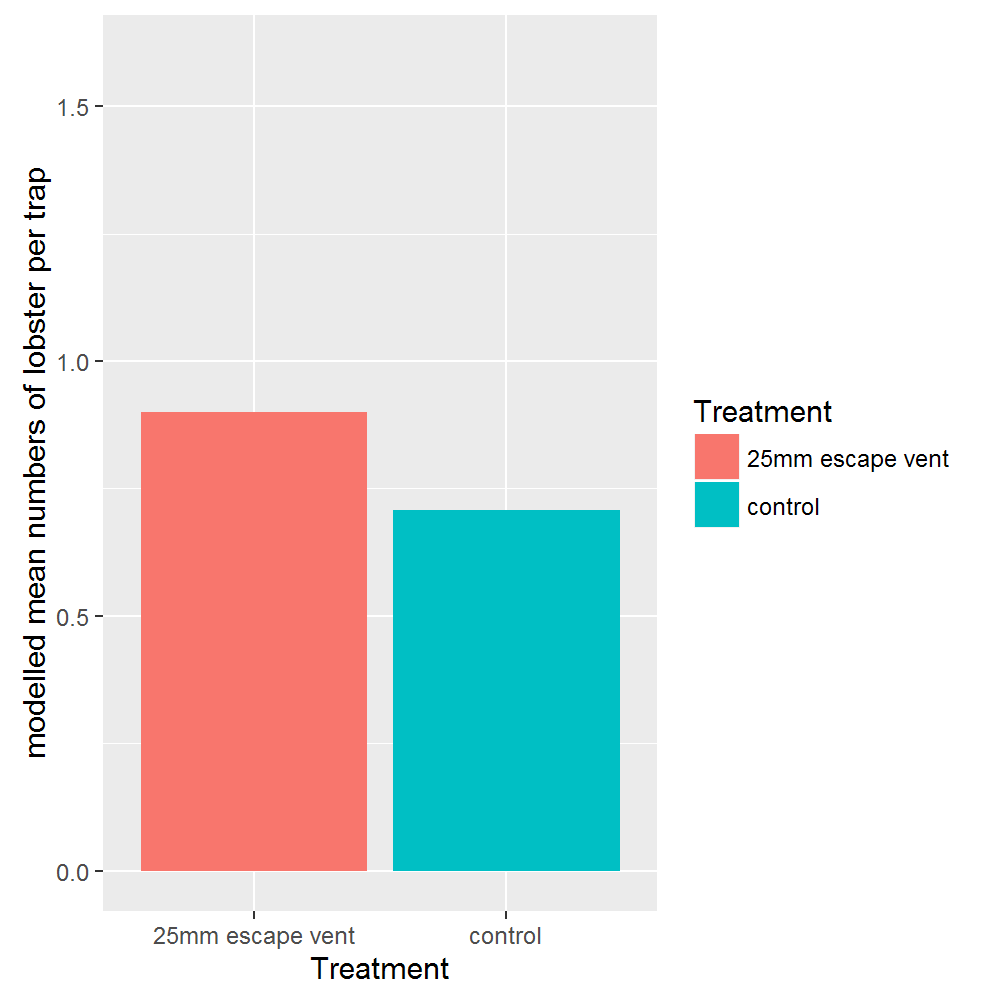 modelled mean numbers of lobster per trap
1.5
1.0
0.5
0.0
25mm escape vent
control
Treatment
Treatment
25mm escape vent
control